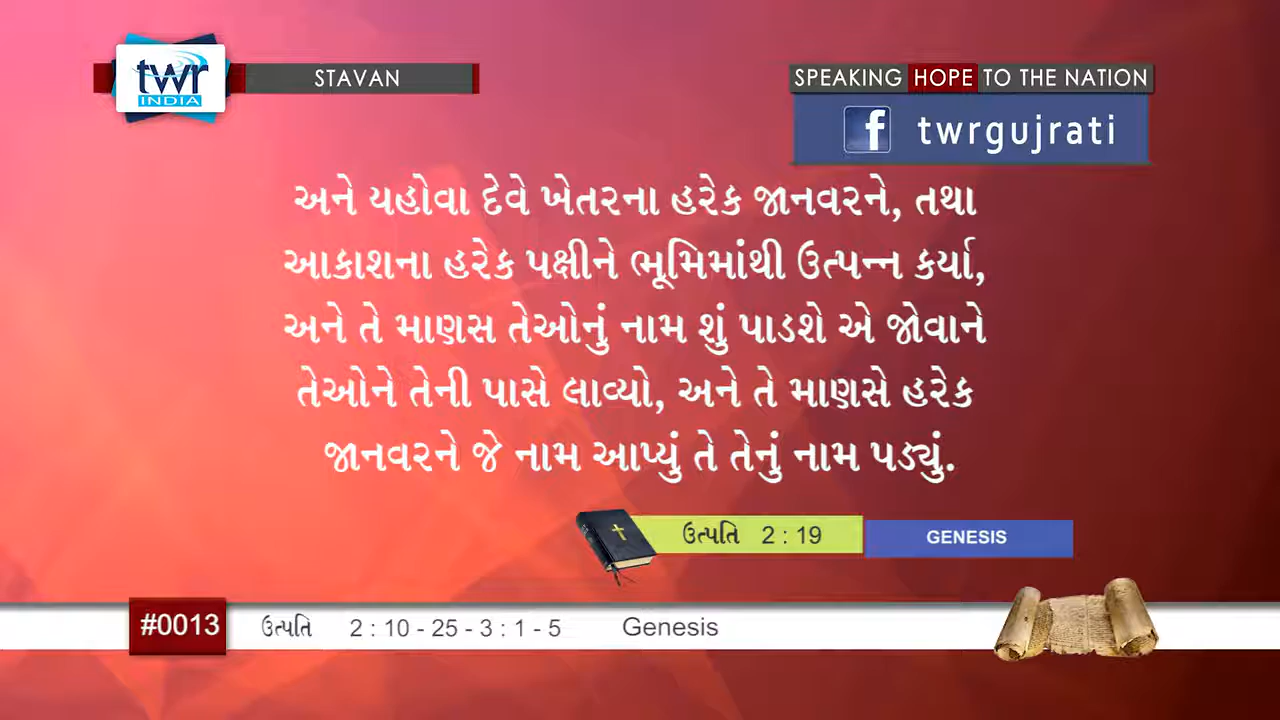 twr
INDIA
STAVAN
SPEAKING HOPE TO THE NATION
f twrgujrati
અને યહોવા દેવે ખેતરના હરેક જાનવરને, તથા
આકાશના હરેક પક્ષીને ભૂમિમાંથી ઉત્પન્ન કર્યા,
અને તે માણસ તેઓનું નામ શું પાડશે એ જોવાને
તેઓને તેની પાસે લાવ્યો, અને તે માણસે હરેક
જાનવરને જે નામ આપ્યું તે તેનું નામ પડ્યું.
ઉત્પતિ 2 : 19 GENESIS
#0013 ઉત્પતિ 2 : 10 - 25 - 3 : 1 - 5 Genesis